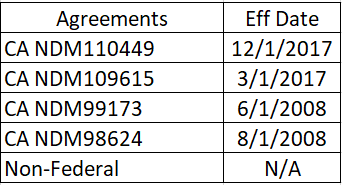 Agreements Eff Date
CA NDM110449 12/1/2017
CA NDM109615 3/1/2017
CA NDM99173 6/1/2008
CA NDM98624 8/1/2008
Non-Federal N/A